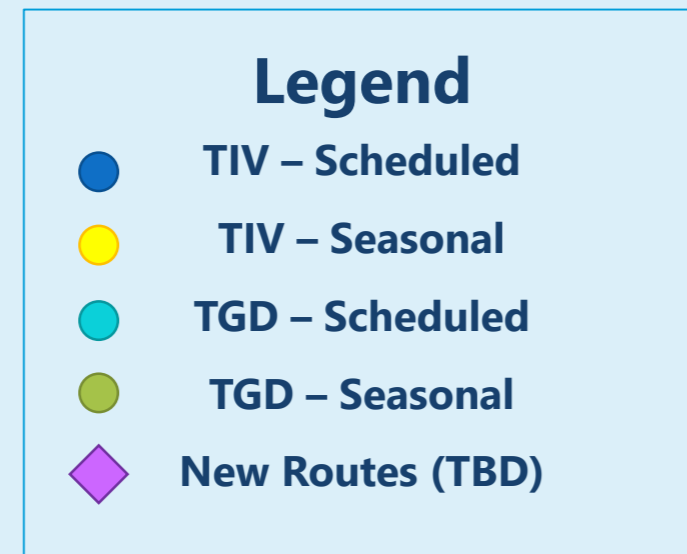 Legend
TIV – Scheduled
TIV – Seasonal
TGD – Scheduled
TGD – Seasonal
New Routes (TBD)